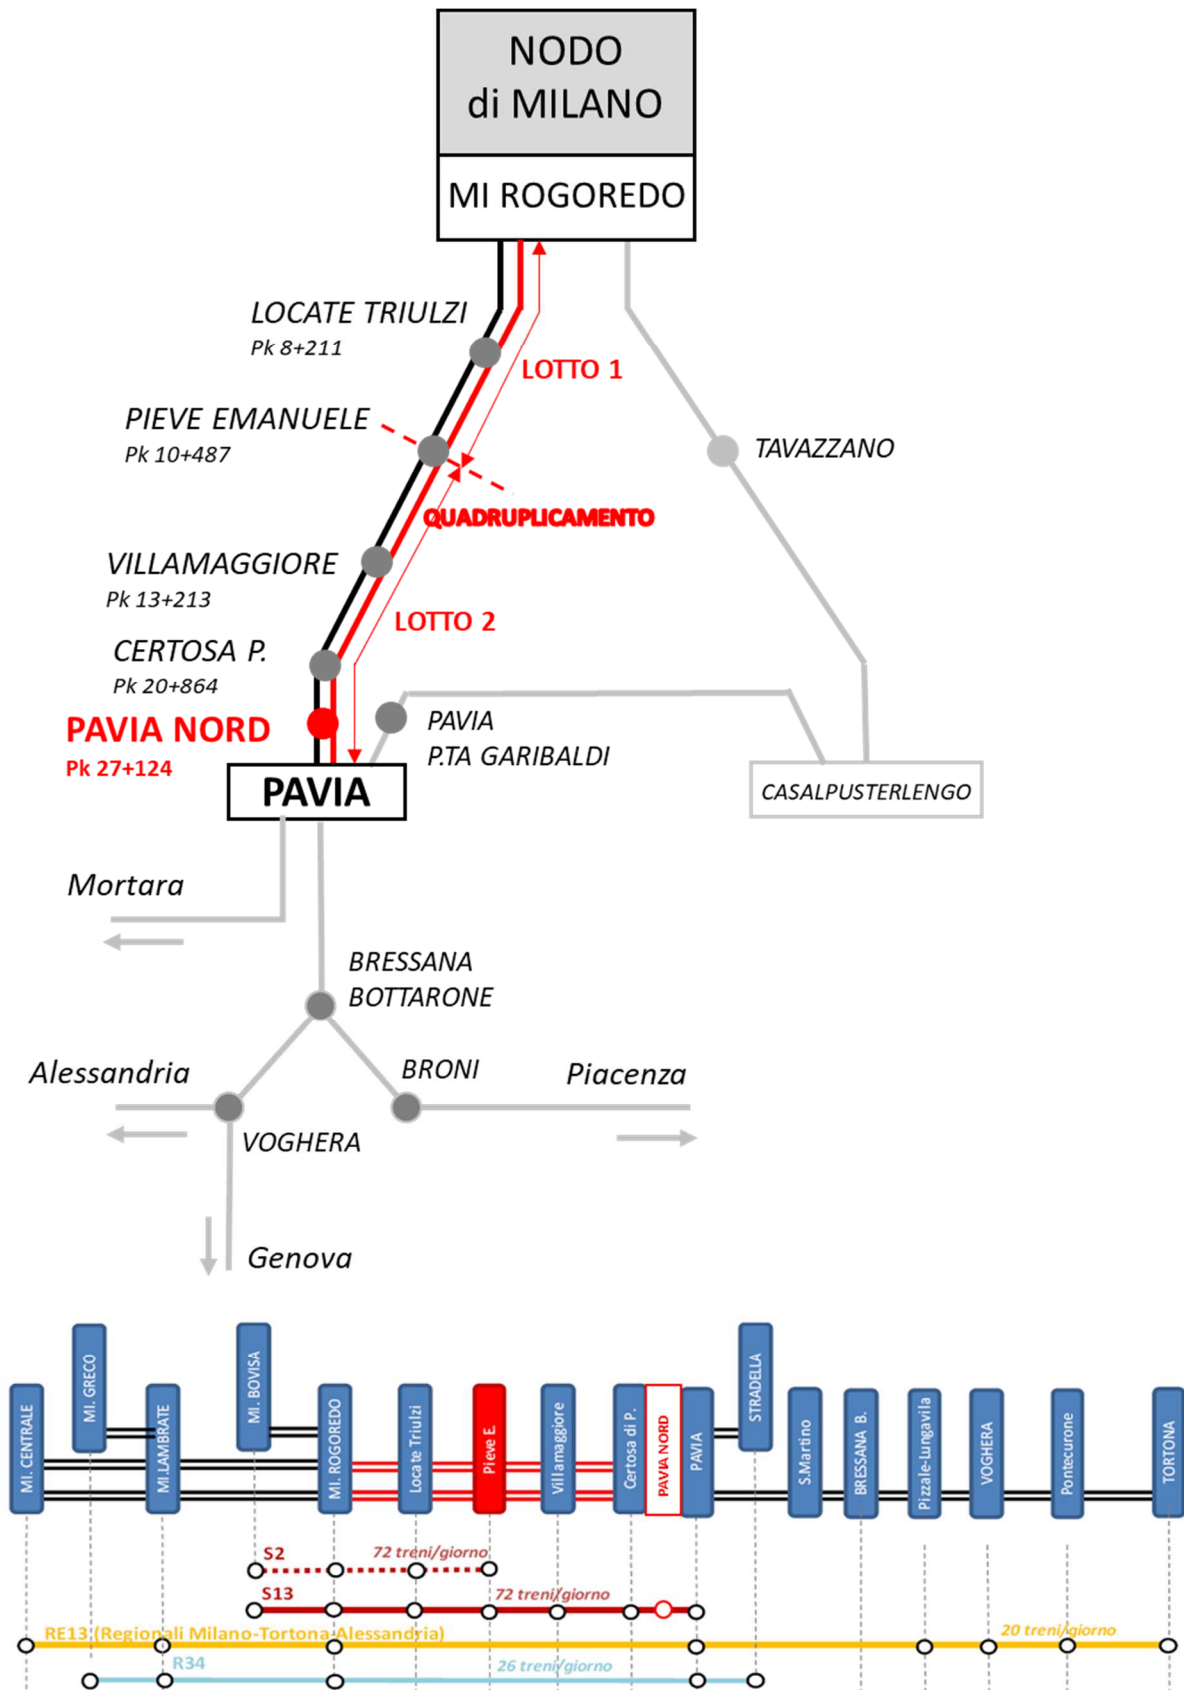 NODO
di MILANO
MI ROGOREDO
LOCATE TRIULZI
Pk 8+211
LOTTO 1
PIEVE EMANUELE
Pk 10+487
TAVAZZANO
QUADRUPLICAMENTO
VILLAMAGGIORE
Pk 13+213
LOTTO 2
CERTOSA P.
Pk 20+864
PAVIA NORD
Pk 27+124
PAVIA
P.TA GARIBALDI
PAVIA
CASALPUSTERLENGO
Mortara
BRESSANA
BOTTARONE
Alessandria
BRONI
Piacenza
VOGHERA
Genova
MI. CENTRALE
MI. GRECO
MI.LAMBRATE
MI. BOVISA
MI. ROGOREDO
Locate Triulzi
Pieve E.
Villamaggiore
Certosa di P.
PAVIA NORD
PAVIA
STRADELLA
S.Martino
BRESSANA B.
Pizzale-Lungavila
VOGHERA
Pontecurone
TORTONA
S2
72 treni/giorno
S13
72 treni/giorno
RE13 (Regionali Milano-Tortona-Alessandria)
20 treni/giorno
R34
26 treni/giorno